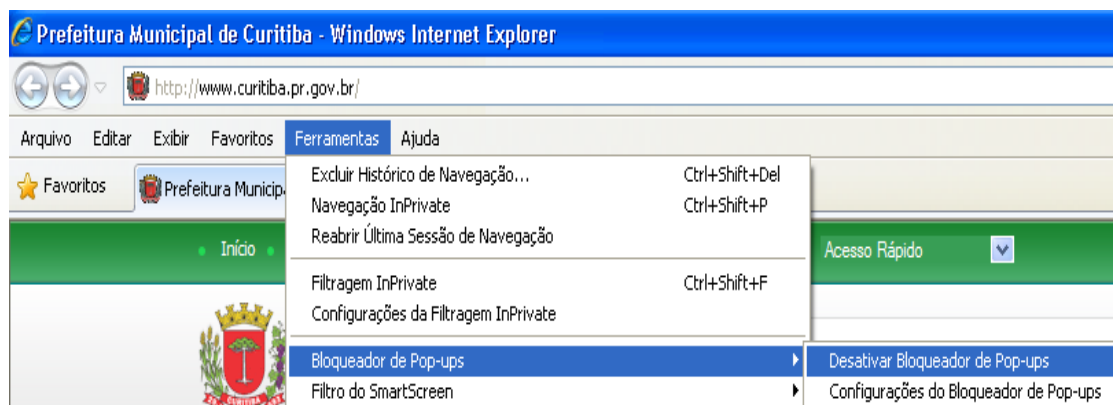 Prefeitura Municipal de Curitiba - Windows Internet Explorer
http://www.curitiba.pr.gov.br/
Arquivo Editar Exibir Favoritos Ferramentas Ajuda
Favoritos Prefeitura Municip
Excluir Histórico de Navegação... Ctrl+Shift+Del
Navegação InPrivate Ctrl+Shift+P
Reabrir Última Sessão de Navegação
Início Acesso Rápido
Filtragem InPrivate Ctrl+Shift+F
Configurações da Filtragem InPrivate
Bloqueador de Pop-ups Desativar Bloqueador de Pop-ups
Filtro do SmartScreen Configurações do Bloqueador de Pop-ups